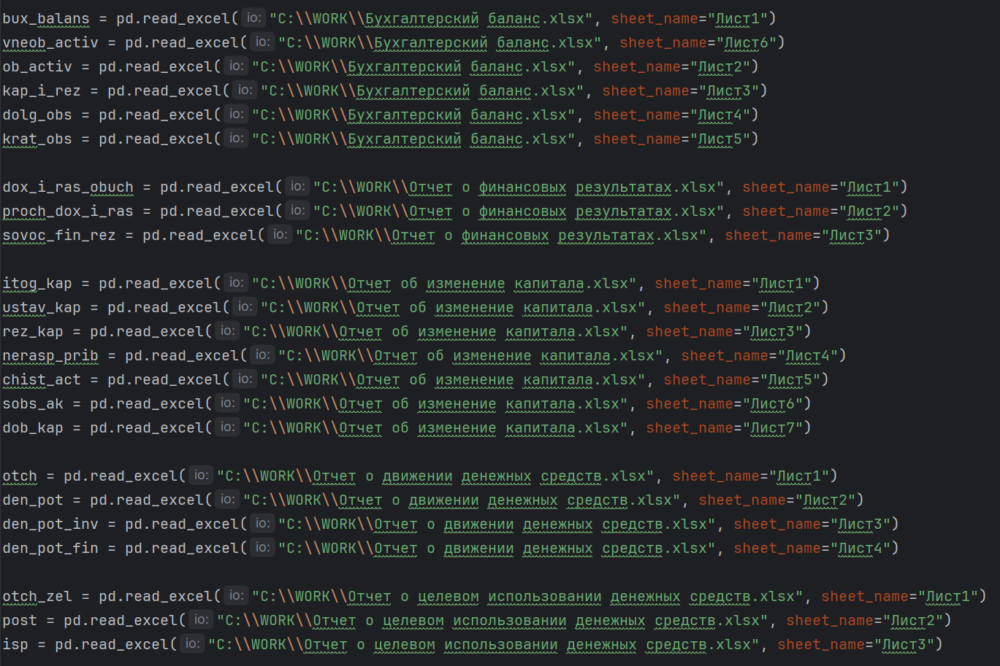 bux_balans = pd.read_excel( io: "C:\\WORK\\Бухгалтерский баланс.xlsx", sheet_name="Лист1")
vneob_activ = pd.read_excel( io: "C:\\WORK\\Бухгалтерский баланс.xlsx", sheet_name="Лист6")
ob_activ = pd.read_excel( io: "C:\\WORK\\Бухгалтерский баланс.xlsx", sheet_name="Лист2")
kap_i_rez = pd.read_excel( io: "C:\\WORK\\Бухгалтерский баланс.xlsx", sheet_name="Лист3")
dolg_obs = pd.read_excel( io: "C:\\WORK\\Бухгалтерский баланс.xlsx", sheet_name="Лист4")
krat_obs = pd.read_excel( io: "C:\\WORK\\Бухгалтерский баланс.xlsx", sheet_name="Лист5")
dox_i_ras_obuch = pd.read_excel( io: "C:\\WORK\\Отчет о финансовых результатах.xlsx", sheet_name="Лист1")
proch_dox_i_ras = pd.read_excel( io: "C:\\WORK\\Отчет о финансовых результатах.xlsx", sheet_name="Лист2")
sovoc_fin_rez = pd.read_excel( io: "C:\\WORK\\Отчет о финансовых результатах.xlsx", sheet_name="Лист3")
itog_kap = pd.read_excel( io: "C:\\WORK\\Отчет об изменение капитала.xlsx", sheet_name="Лист1")
ustav_kap = pd.read_excel( io: "C:\\WORK\\Отчет об изменение капитала.xlsx", sheet_name="Лист2")
rez_kap = pd.read_excel( io: "C:\\WORK\\Отчет об изменение капитала.xlsx", sheet_name="Лист3")
nerasp_prib = pd.read_excel( io: "C:\\WORK\\Отчет об изменение капитала.xlsx", sheet_name="Лист4")
chist_act = pd.read_excel( io: "C:\\WORK\\Отчет об изменение капитала.xlsx", sheet_name="Лист5")
sobs_ak = pd.read_excel( io: "C:\\WORK\\Отчет об изменение капитала.xlsx", sheet_name="Лист6")
dob_kap = pd.read_excel( io: "C:\\WORK\\Отчет об изменение капитала.xlsx", sheet_name="Лист7")
otch = pd.read_excel( io: "C:\\WORK\\Отчет о движении денежных средств.xlsx", sheet_name="Лист1")
den_pot = pd.read_excel( io: "C:\\WORK\\Отчет о движении денежных средств.xlsx", sheet_name="Лист2")
den_pot_inv = pd.read_excel( io: "C:\\WORK\\Отчет о движении денежных средств.xlsx", sheet_name="Лист3")
den_pot_fin = pd.read_excel( io: "C:\\WORK\\Отчет о движении денежных средств.xlsx", sheet_name="Лист4")
otch_zel = pd.read_excel( io: "C:\\WORK\\Отчет о целевом использовании денежных средств.xlsx", sheet_name="Лист1")
post = pd.read_excel( io: "C:\\WORK\\Отчет о целевом использовании денежных средств.xlsx", sheet_name="Лист2")
isp = pd.read_excel( io: "C:\\WORK\\Отчет о целевом использовании денежных средств.xlsx", sheet_name="Лист3")